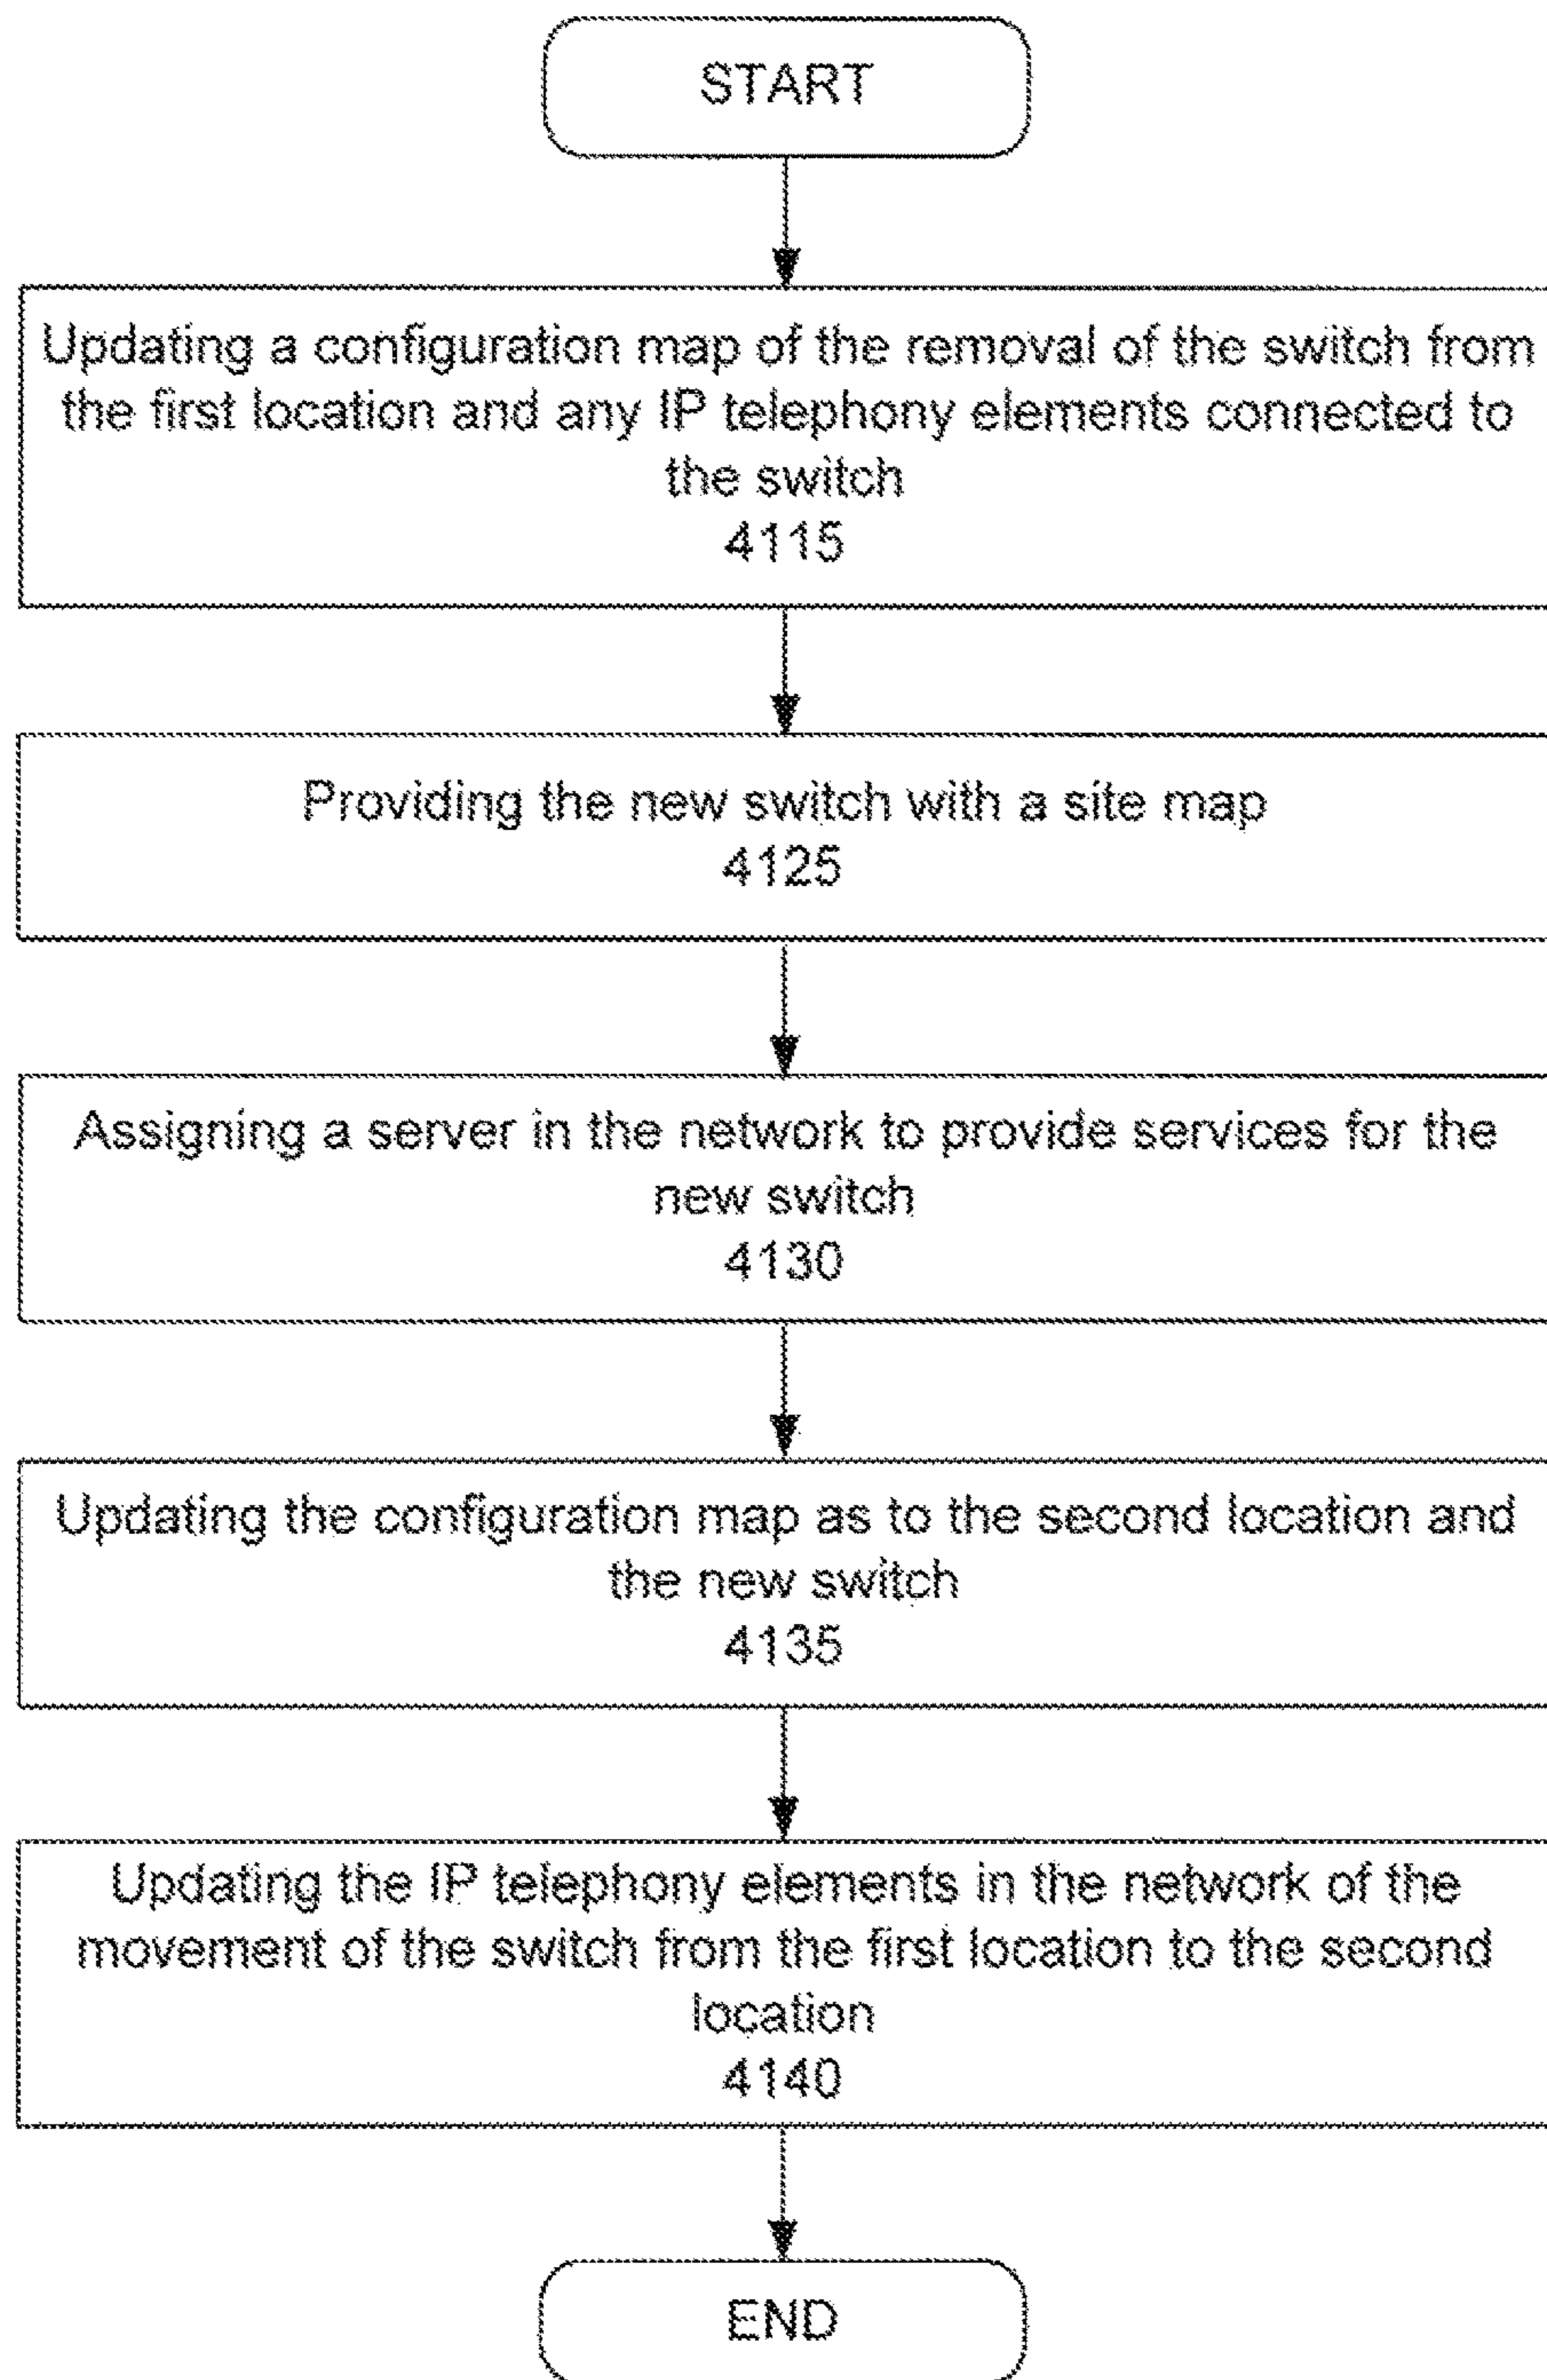 START
Updating a configuration map of the removal of the switch from
the first location and any IP telephony elements connected to
the switch
4115
Providing the new switch with a site map
4125
Assigning a server in the network to provide services for the
new switch
4130
Updating the configuration map as to the second location and
the new switch
4135
Updating the IP telephony elements in the network of the
movement of the switch from the first location to the second
location
4140
END